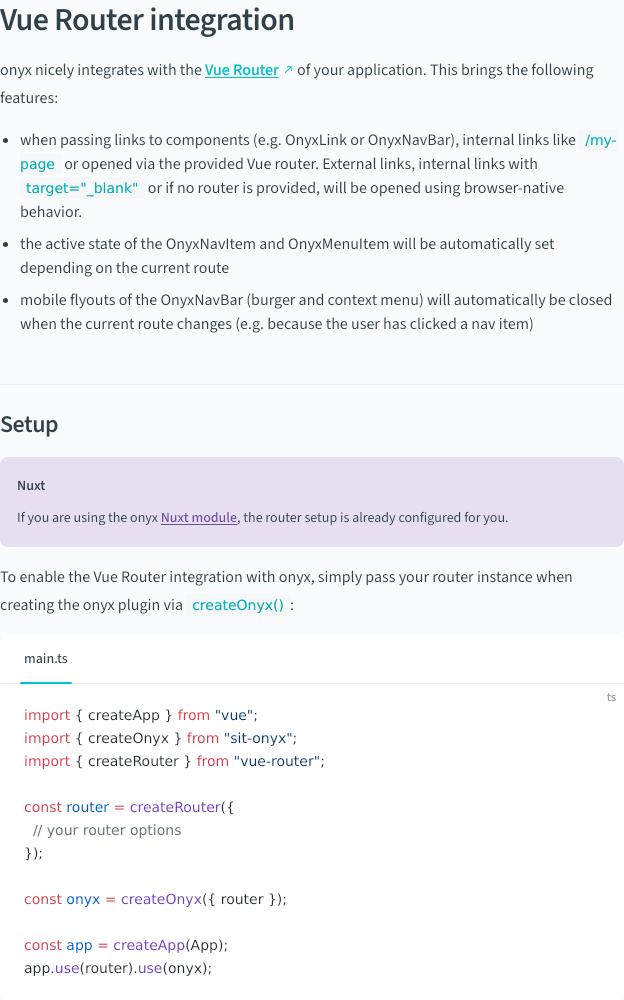 Vue Router integration
onyx nicely integrates with the Vue Router ↗ of your application. This brings the following
features:
• when passing links to components (e.g. OnyxLink or OnyxNavBar), internal links like /my-
page or opened via the provided Vue router. External links, internal links with
target="_blank" or if no router is provided, will be opened using browser-native
behavior.
• the active state of the OnyxNavItem and OnyxMenuItem will be automatically set
depending on the current route
• mobile flyouts of the OnyxNavBar (burger and context menu) will automatically be closed
when the current route changes (e.g. because the user has clicked a nav item)
Setup
Nuxt
If you are using the onyx Nuxt module, the router setup is already configured for you.
To enable the Vue Router integration with onyx, simply pass your router instance when
creating the onyx plugin via createOnyx() :
main.ts
ts
import { createApp } from "vue";
import { createOnyx } from "sit-onyx";
import { createRouter } from "vue-router";
const router = createRouter({
  // your router options
});
const onyx = createOnyx({ router });
const app = createApp(App);
app.use(router).use(onyx);